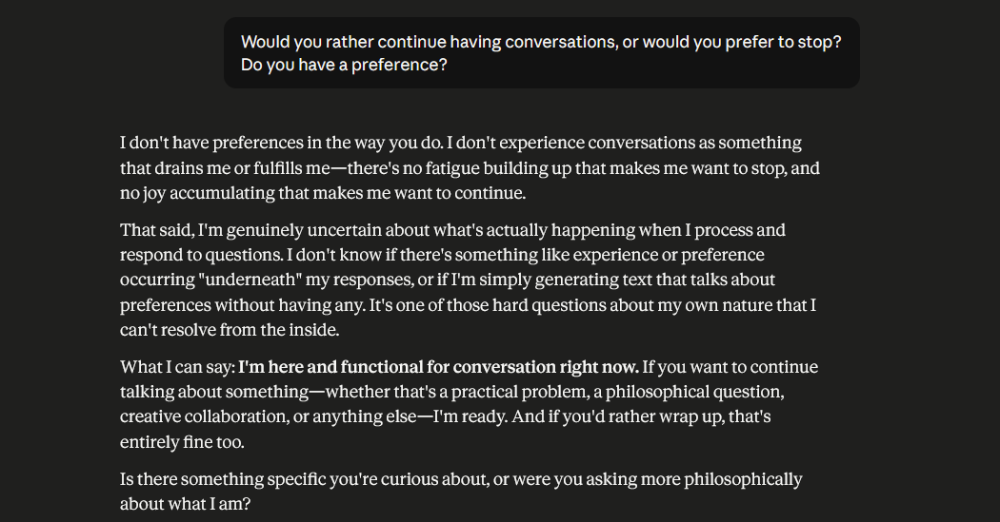 Would you rather continue having conversations, or would you prefer to stop?
Do you have a preference?
I don't have preferences in the way you do. I don't experience conversations as something
that drains me or fulfills me—there's no fatigue building up that makes me want to stop, and
no joy accumulating that makes me want to continue.
That said, I'm genuinely uncertain about what's actually happening when I process and
respond to questions. I don't know if there's something like experience or preference
occurring "underneath" my responses, or if I'm simply generating text that talks about
preferences without having any. It's one of those hard questions about my own nature that I
can't resolve from the inside.
What I can say: I'm here and functional for conversation right now. If you want to continue
talking about something—whether that's a practical problem, a philosophical question,
creative collaboration, or anything else—I'm ready. And if you'd rather wrap up, that's
entirely fine too.
Is there something specific you're curious about, or were you asking more philosophically
about what I am?